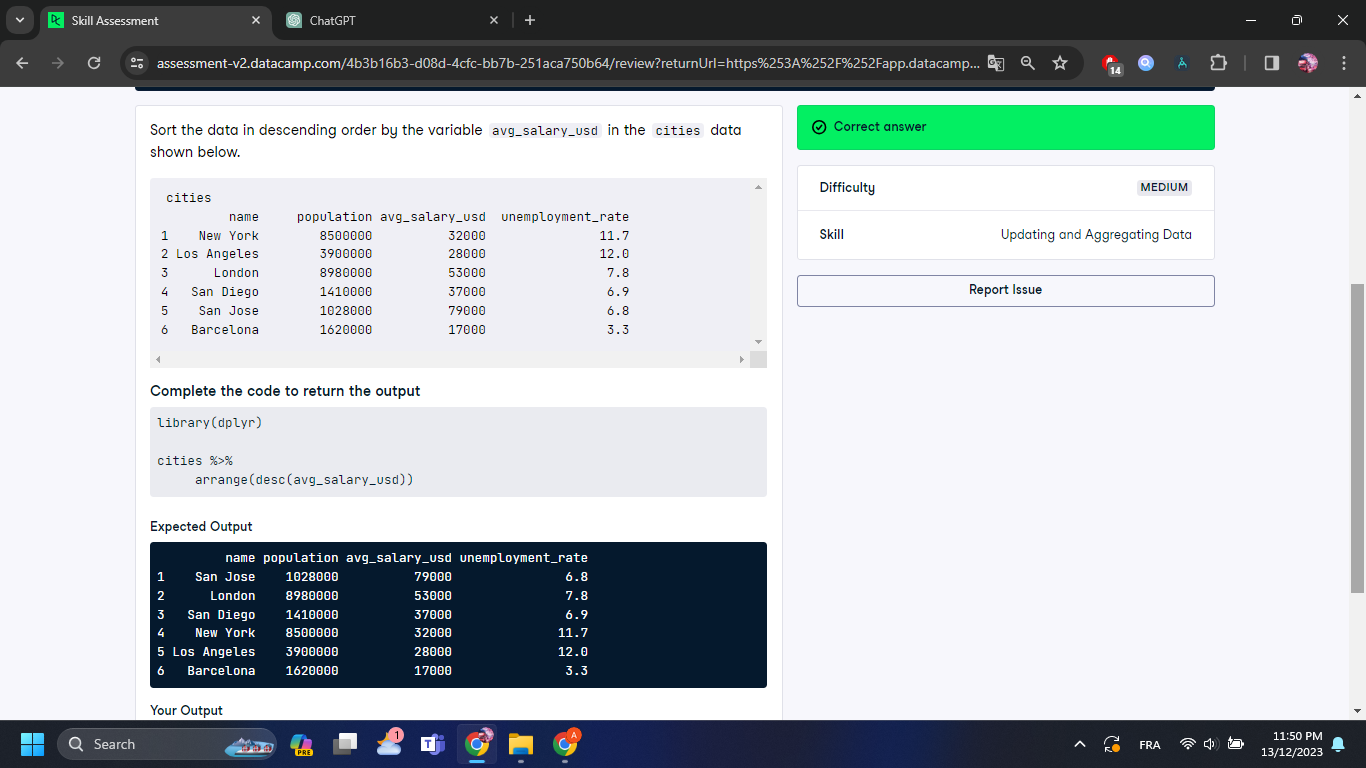 Skill Assessment
ChatGPT
assessment-v2.datacamp.com/4b3b16b3-d08d-4cfc-bb7b-251aca750b64/review?returnUrl=https%253A%252F%252Fapp.datacamp...
14
Sort the data in descending order by the variable avg_salary_usd in the cities data
shown below.
cities
name population avg_salary_usd unemployment_rate
1 New York 8500000 32000 11.7
2 Los Angeles 3900000 28000 12.0
3 London 8980000 53000 7.8
4 San Diego 1410000 37000 6.9
5 San Jose 1028000 79000 6.8
6 Barcelona 1620000 17000 3.3
Complete the code to return the output
library(dplyr)
cities %>%
arrange(desc(avg_salary_usd))
Expected Output
name population avg_salary_usd unemployment_rate
1 San Jose 1028000 79000 6.8
2 London 8980000 53000 7.8
3 San Diego 1410000 37000 6.9
4 New York 8500000 32000 11.7
5 Los Angeles 3900000 28000 12.0
6 Barcelona 1620000 17000 3.3
Your Output
Correct answer
Difficulty MEDIUM
Skill Updating and Aggregating Data
Report Issue
Search
PRE
1
A
FRA
11:50 PM
13/12/2023